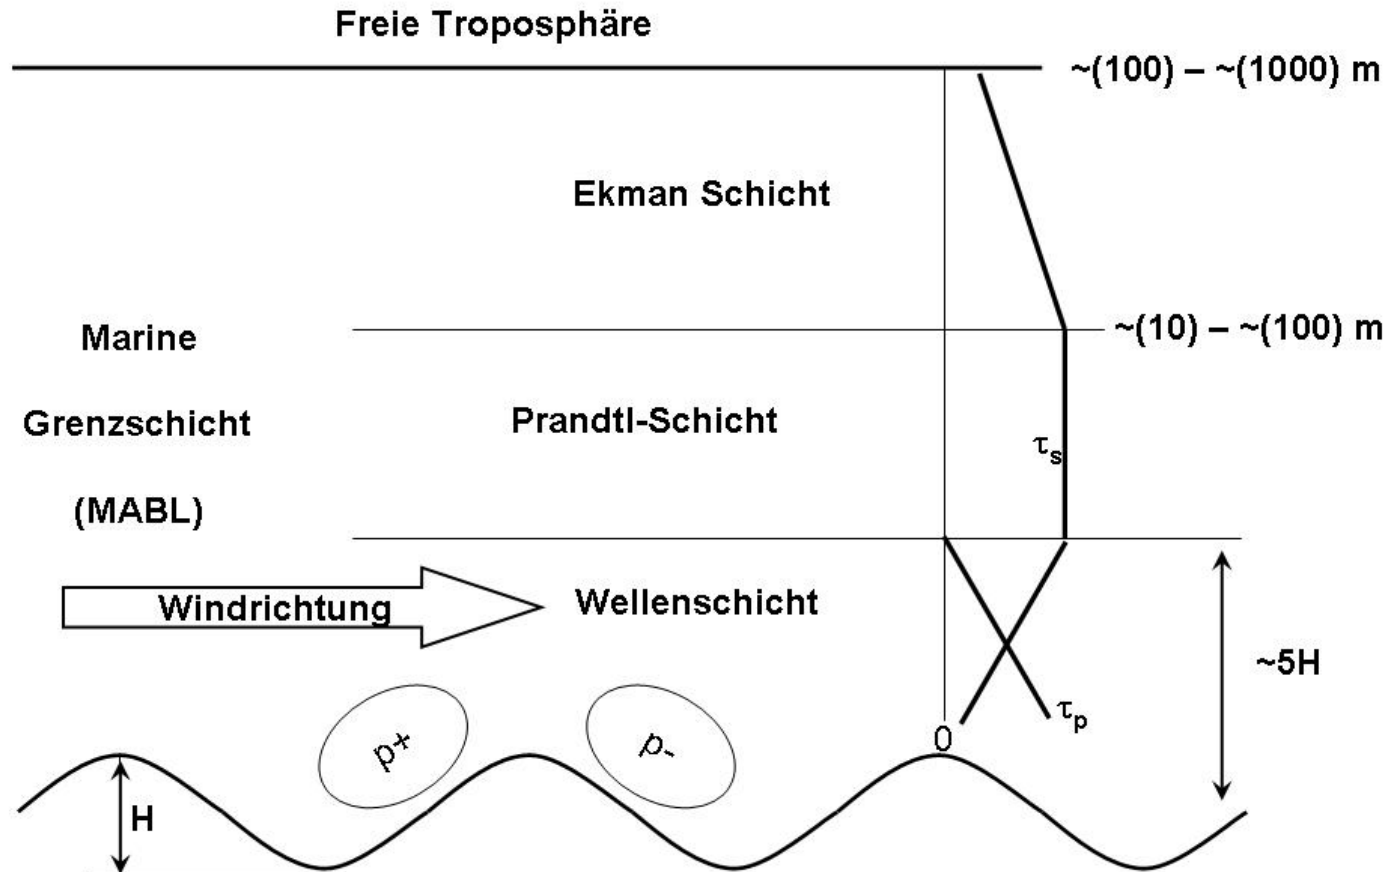 Freie Troposphäre
~(100) – ~(1000) m
Ekman Schicht
~(10) – ~(100) m
Marine
Grenzschicht
(MABL)
Prandtl-Schicht
τs
Windrichtung
Wellenschicht
~5H
p+
p-
0
τp
H